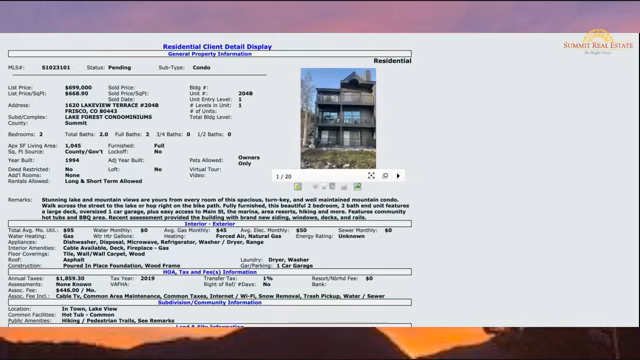 SUMMIT REAL ESTATE
Residential Client Detail Display
General Property Information
Residential
MLS#: S1023101 Status: Pending Sub-Type: Condo
List Price: $699,000 Sold Price: Bldg #:
List Price/SqFt: $668.90 Sold Price/SqFt: Unit #: 204B
Sold Date: Unit Entry Level: 1
Address: 1620 LAKEVIEW TERRACE #204B # Levels in Unit: 1
FRISCO, CO 80443 Total Bldg Level:
Subd/Complex: LAKE FOREST CONDOMINIUMS
County: Summit
Bedrooms: 2 Total Baths: 2.0 Full Baths: 2 3/4 Baths: 0 1/2 Baths: 0
Apx SF Living Area: 1,045 Furnished: Full
Sq. Ft Source: County/Gov't Lockoff: No
Year Built: 1994 Adj Year Built: Pets Allowed: Owners Only
Deed Restricted: No Loft: No Virtual Tour:
Add'l Rooms: None Video:
Rentals Allowed: Long & Short Term Allowed
1 / 20
Remarks: Stunning lake and mountain views are yours from every room of this spacious, turn-key, and well maintained mountain condo.
Walk across the street to the lake or hop right on the bike path. Fully furnished, this beautiful 2 bedroom, 2 bath end unit features
a large deck, oversized 1 car garage, plus easy access to Main St, the marina, area resorts, hiking and more. Features community
hot tubs and BBQ area. Recent assessment provided the building with brand new siding, windows, decks, and rails.
Interior - Exterior
Total Avg Mo. Util: $95 Water Monthly: $0 Avg. Gas Monthly: $45 Avg. Elec Monthly: $50 Sewer Monthly: $0
Water Heating: Gas Wtr Htr Gallons: Heating: Forced Air, Natural Gas Energy Rating: Unknown
Appliances: Dishwasher, Disposal, Microwave, Refrigerator, Washer / Dryer, Range
Interior Amenities: Cable Available, Deck, Fireplace - Gas
Floor Coverings: Tile, Wall/Wall Carpet, Wood
Roof: Asphalt Laundry: Dryer, Washer
Construction: Poured In Place Foundation, Wood Frame Gar/Parking: 1 Car Garage
HOA, Tax and Fee(s) Information
Annual Taxes: $1,859.30 Tax Year: 2019 Transfer Tax: 1% Resort/Nbrhd Fee: $0
Assessments: None Known VAFHA: Right of Ref/ #Days: No Bank:
Assoc. Fee: $446.00 / Mo.
Assoc. Fee Incl.: Cable Tv, Common Area Maintenance, Common Taxes, Internet / Wi-Fi, Snow Removal, Trash Pickup, Water / Sewer
Subdivision/Community Information
Location: In Town, Lake View
Common Facilities: Hot Tub - Common
Public Amenities: Hiking / Pedestrian Trails, See Remarks
Land & Site Information